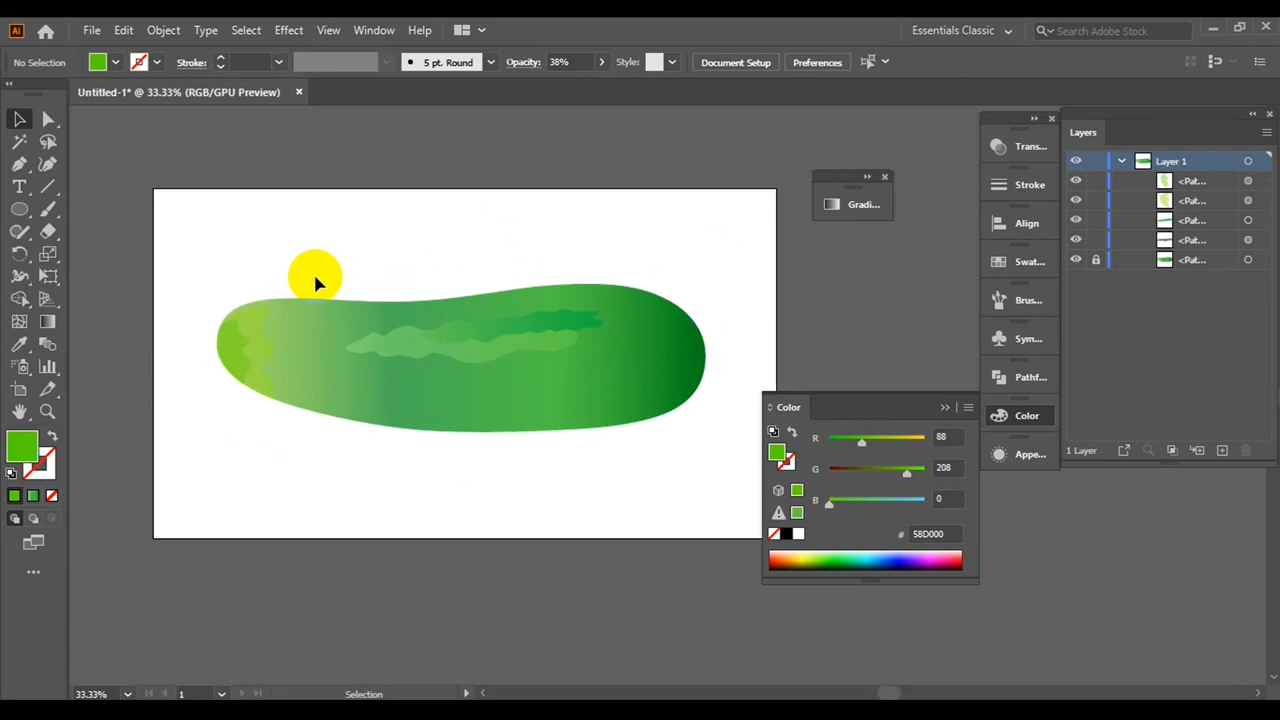 Ai File Edit Object Type Select Effect View Window Help Essentials Classic Search Adobe Stock
No Selection Stroke: 5 pt. Round Opacity: 38% Style: Document Setup Preferences
Untitled-1* @ 33.33% (RGB/GPU Preview)
Layers
Trans...
Stroke
Align
Swat...
Brus...
Sym...
Pathf...
Color
Appe...
Layer 1
<Pat...
<Pat...
<Pat...
<Pat...
<Pat...
1 Layer
Gradi...
Color
R 88
G 208
B 0
# 58D000
33.33% 1 Selection